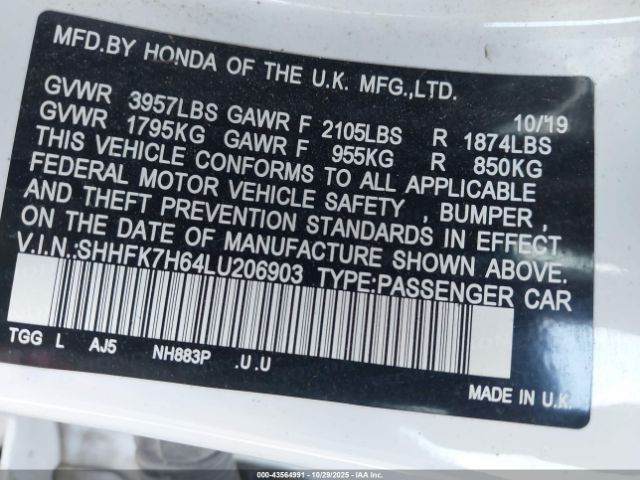 MFD.BY HONDA OF THE U.K. MFG.,LTD.
10/'19
GVWR 3957LBS GAWR F 2105LBS R 1874LBS
GVWR 1795KG GAWR F 955KG R 850KG
THIS VEHICLE CONFORMS TO ALL APPLICABLE
FEDERAL MOTOR VEHICLE SAFETY , BUMPER ,
AND THEFT PREVENTION STANDARDS IN EFFECT
ON THE DATE OF MANUFACTURE SHOWN ABOVE.
V.I.N.:SHHFK7H64LU206903 TYPE:PASSENGER CAR
TGG L AJ5 NH883P .U.U
MADE IN U.K.
000-43564991 - 10/29/2025 - IAAI.COM